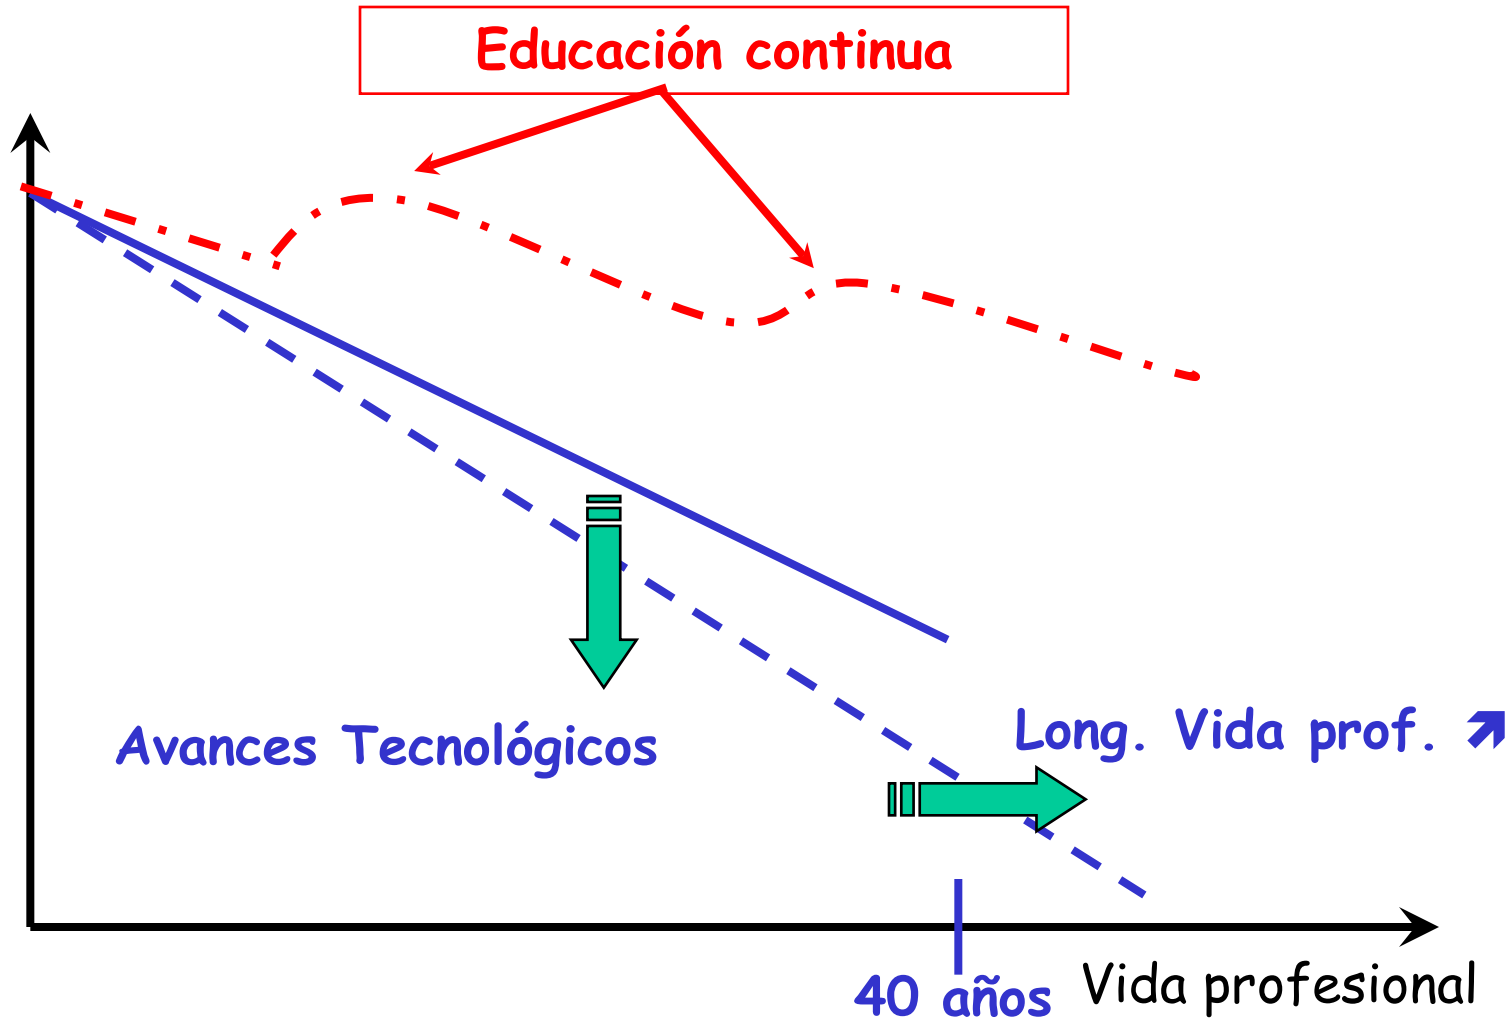 Educación continua
Avances Tecnológicos
Long. Vida prof.
40 años
Vida profesional